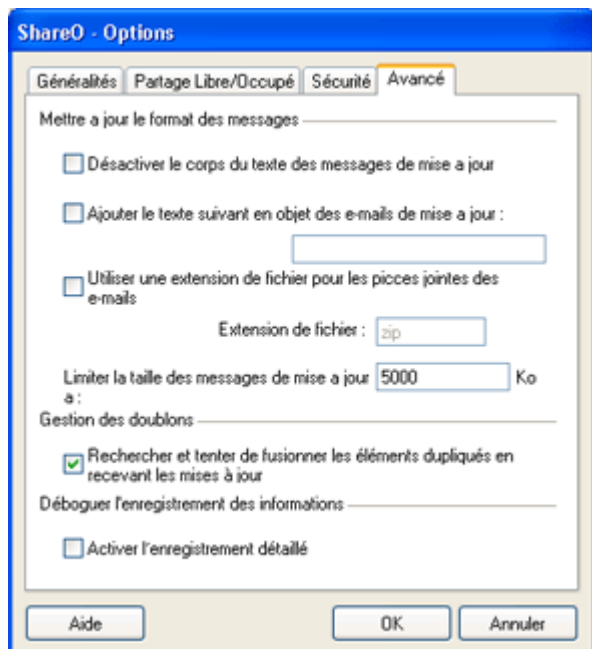 ShareO - Options
Généralités Partage Libre/Occupé Sécurité Avancé
Mettre a jour le format des messages
Désactiver le corps du texte des messages de mise a jour
Ajouter le texte suivant en objet des e-mails de mise a jour :
Utiliser une extension de fichier pour les picces jointes des
e-mails
Extension de fichier : zip
Limiter la taille des messages de mise a jour 5000 Ko
a :
Gestion des doublons
Rechercher et tenter de fusionner les éléments dupliqués en
recevant les mises à jour
Déboguer l'enregistrement des informations
Activer l'enregistrement détaillé
Aide OK Annuler